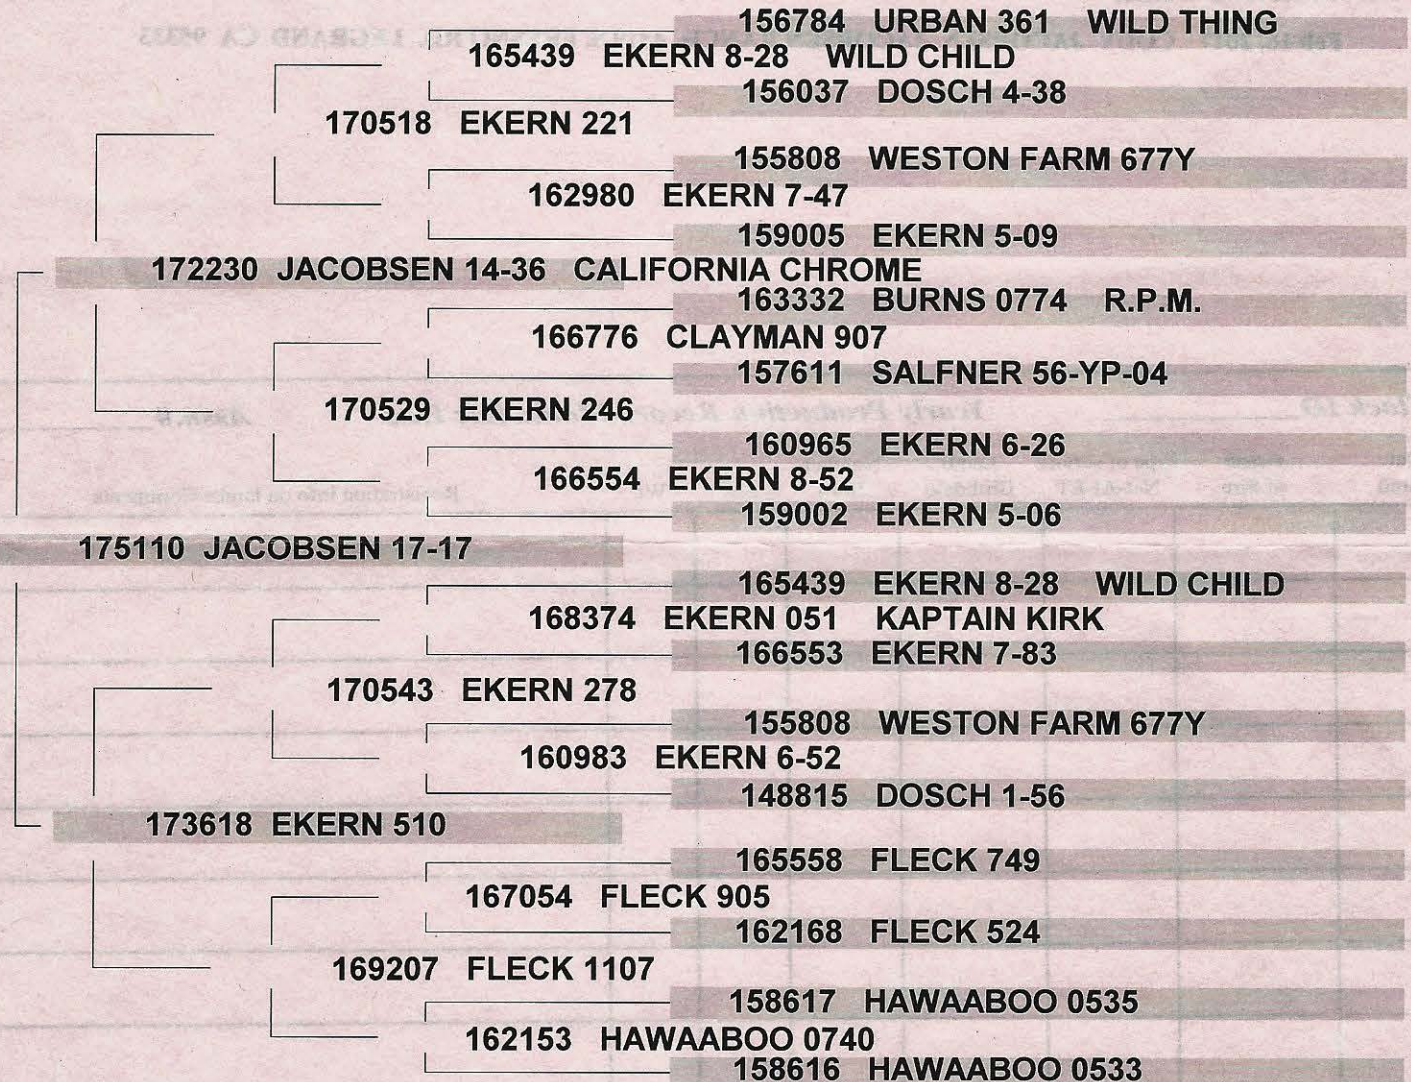 156784 URBAN 361 WILD THING
165439 EKERN 8-28 WILD CHILD
156037 DOSCH 4-38
170518 EKERN 221
155808 WESTON FARM 677Y
162980 EKERN 7-47
159005 EKERN 5-09
172230 JACOBSEN 14-36 CALIFORNIA CHROME
163332 BURNS 0774 R.P.M.
166776 CLAYMAN 907
157611 SALFNER 56-YP-04
170529 EKERN 246
160965 EKERN 6-26
166554 EKERN 8-52
159002 EKERN 5-06
175110 JACOBSEN 17-17
165439 EKERN 8-28 WILD CHILD
168374 EKERN 051 KAPTAIN KIRK
166553 EKERN 7-83
170543 EKERN 278
155808 WESTON FARM 677Y
160983 EKERN 6-52
148815 DOSCH 1-56
173618 EKERN 510
165558 FLECK 749
167054 FLECK 905
162168 FLECK 524
169207 FLECK 1107
158617 HAWAABOO 0535
162153 HAWAABOO 0740
158616 HAWAABOO 0533